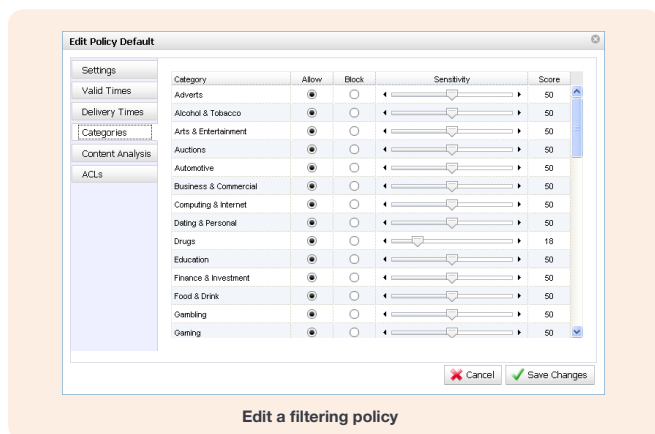 Edit Policy Default
Settings
Valid Times
Delivery Times
Categories
Content Analysis
ACLs
Category Allow Block Sensitivity Score
Adverts 50
Alcohol & Tobacco 50
Arts & Entertainment 50
Auctions 50
Automotive 50
Business & Commercial 50
Computing & Internet 50
Dating & Personal 50
Drugs 18
Education 50
Finance & Investment 50
Food & Drink 50
Gambling 50
Gaming 50
Cancel Save Changes
Edit a filtering policy